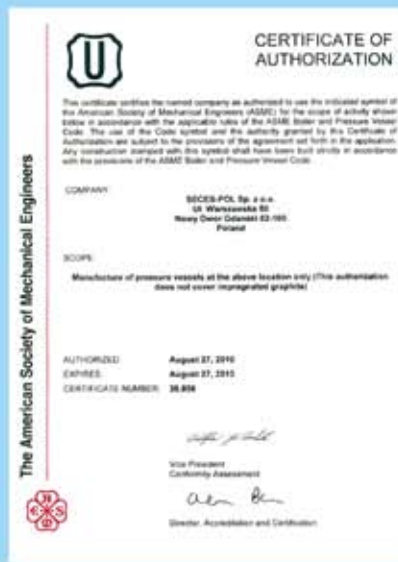 U
CERTIFICATE OF
AUTHORIZATION
This certificate certifies the named company as authorized to use the indicated symbol of
the American Society of Mechanical Engineers (ASME) for the scope of activity shown
below in accordance with the applicable rules of the ASME Boiler and Pressure Vessel
Code. The use of the Code symbol and the authority granted by this Certificate of
Authorization are subject to the provisions of the agreement set forth in the application.
Any construction stamped with this symbol shall have been built strictly in accordance
with the provisions of the ASME Boiler and Pressure Vessel Code.
COMPANY
Sp. z o.o.
Ul. Warszawska
Nowy Dwor Gdanski
Poland
SCOPE
Manufacture of pressure vessels at the above location only (This authorization
does not cover impregnated graphite)
AUTHORIZED: August 27, 2010
EXPIRES: August 27, 2013
CERTIFICATE NUMBER:
Vice President
Conformity Assessment
Director, Accreditation and Certification
The American Society of Mechanical Engineers